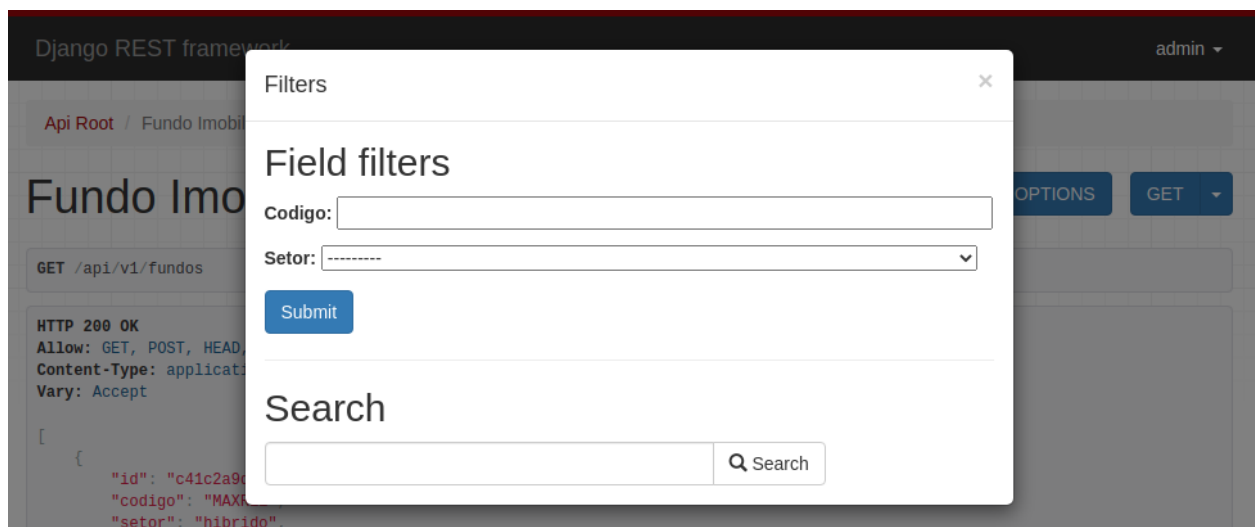 Django REST framework
admin
Filters
×
Api Root / Fundo Imobil
Field filters
Fundo Imo
OPTIONS
GET
Codigo:
GET /api/v1/fundos
Setor: ---------
Submit
HTTP 200 OK
Allow: GET, POST, HEAD,
Content-Type: applicati
Vary: Accept
Search
[
{
Search
"id": "c41c2a9
"codigo": "MAX
"setor": "hibrido",